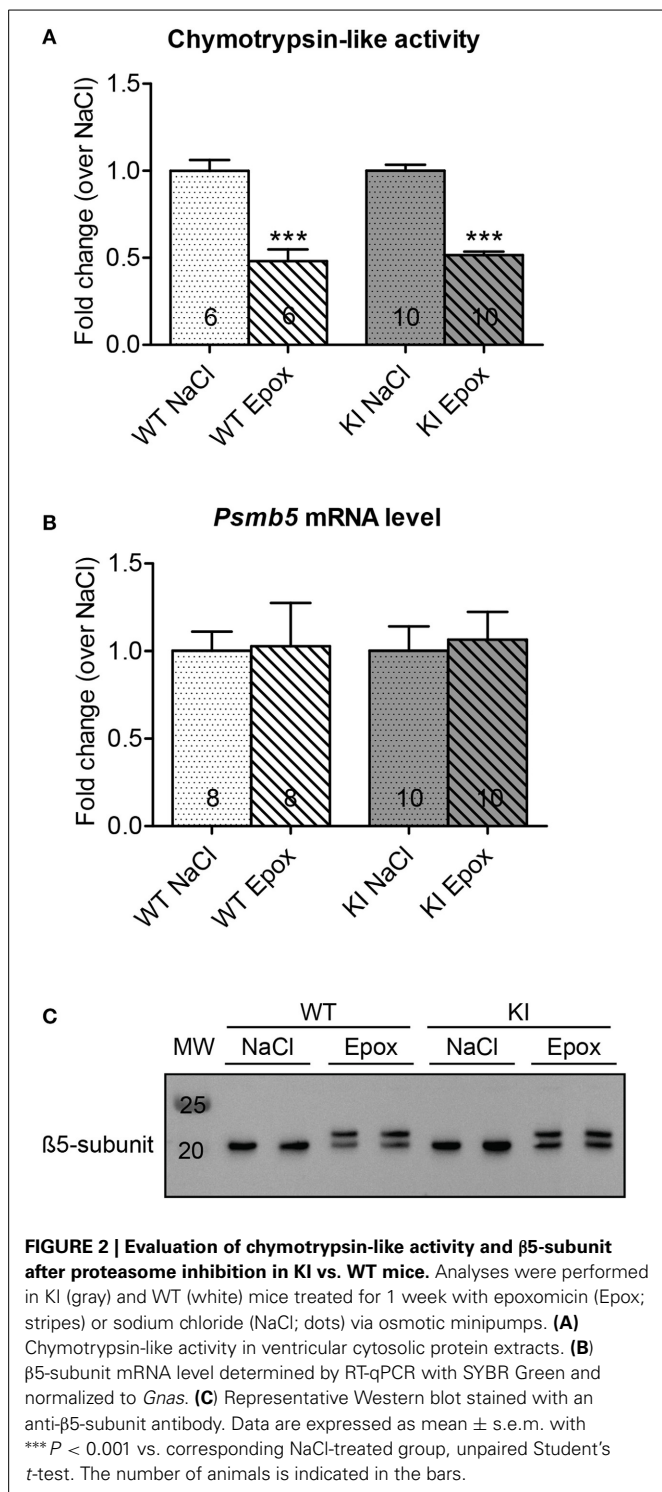 A
Chymotrypsin-like activity
Fold change (over NaCl)
1.5
1.0
0.5
0.0
***
***
6
6
10
10
WT NaCl
WT Epox
KI NaCl
KI Epox
B
Psmb5 mRNA level
Fold change (over NaCl)
1.5
1.0
0.5
0.0
8
8
10
10
WT NaCl
WT Epox
KI NaCl
KI Epox
C
WT KI
MW NaCl Epox NaCl Epox
25
ß5-subunit 20
FIGURE 2 | Evaluation of chymotrypsin-like activity and β5-subunit
after proteasome inhibition in KI vs. WT mice. Analyses were performed
in KI (gray) and WT (white) mice treated for 1 week with epoxomicin (Epox;
stripes) or sodium chloride (NaCl; dots) via osmotic minipumps. (A)
Chymotrypsin-like activity in ventricular cytosolic protein extracts. (B)
β5-subunit mRNA level determined by RT-qPCR with SYBR Green and
normalized to Gnas. (C) Representative Western blot stained with an
anti-β5-subunit antibody. Data are expressed as mean ± s.e.m. with
***P < 0.001 vs. corresponding NaCl-treated group, unpaired Student's
t-test. The number of animals is indicated in the bars.